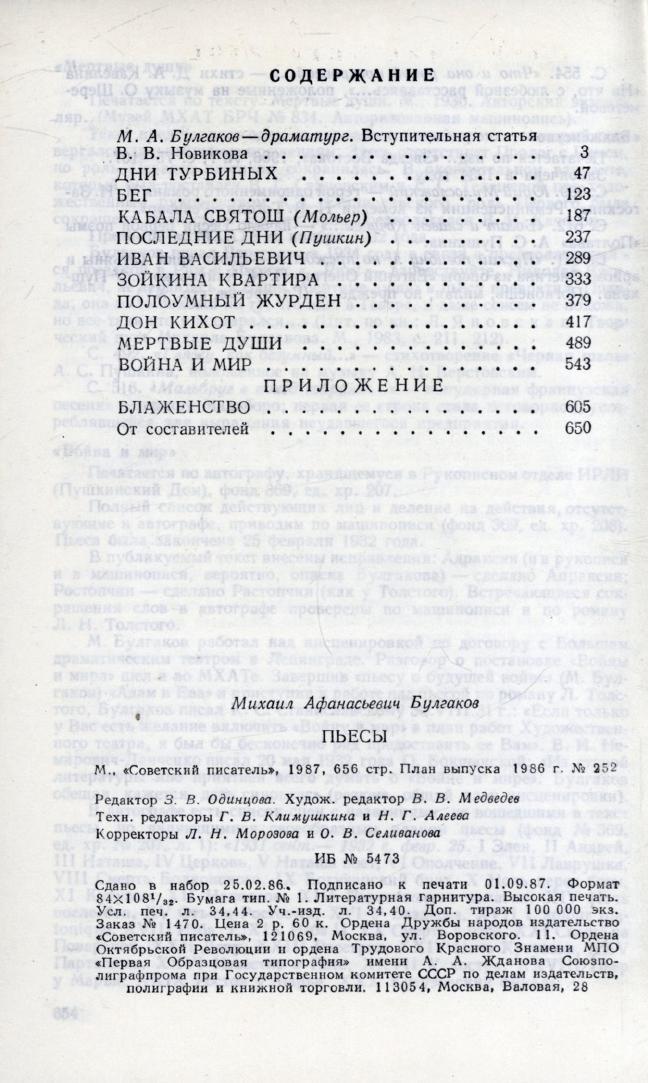 СОДЕРЖАНИЕ
М. А. Булгаков — драматург. Вступительная статья
В. В. Новикова . . . . . . . . . . . . . . . . 3
ДНИ ТУРБИНЫХ . . . . . . . . . . . . . . . 47
БЕГ . . . . . . . . . . . . . . . . . . . . . 123
КАБАЛА СВЯТОШ (Мольер) . . . . . . . . . 187
ПОСЛЕДНИЕ ДНИ (Пушкин) . . . . . . . . . 237
ИВАН ВАСИЛЬЕВИЧ . . . . . . . . . . . . . 289
ЗОЙКИНА КВАРТИРА . . . . . . . . . . . . 333
ПОЛОУМНЫЙ ЖУРДЕН . . . . . . . . . . . 379
ДОН КИХОТ . . . . . . . . . . . . . . . . . 417
МЕРТВЫЕ ДУШИ . . . . . . . . . . . . . . 489
ВОЙНА И МИР . . . . . . . . . . . . . . . 543
ПРИЛОЖЕНИЕ
БЛАЖЕНСТВО . . . . . . . . . . . . . . . . 605
От составителей . . . . . . . . . . . . . . . 650
Михаил Афанасьевич Булгаков
ПЬЕСЫ
М., «Советский писатель», 1987, 656 стр. План выпуска 1986 г. № 252
Редактор З. В. Одинцова. Худож. редактор В. В. Медведев
Техн. редакторы Г. В. Климушкина и Н. Г. Алеева
Корректоры Л. Н. Морозова и О. В. Селиванова
ИБ № 5473
Сдано в набор 25.02.86. Подписано к печати 01.09.87. Формат
84×108¹/₃₂. Бумага тип. № 1. Литературная гарнитура. Высокая печать.
Усл. печ. л. 34,44. Уч.-изд. л. 34,40. Доп. тираж 100 000 экз.
Заказ № 1470. Цена 2 р. 60 к. Ордена Дружбы народов издательство
«Советский писатель», 121069, Москва, ул. Воровского. 11. Ордена
Октябрьской Революции и ордена Трудового Красного Знамени МПО
«Первая Образцовая типография» имени А. А. Жданова Союзпо-
лиграфпрома при Государственном комитете СССР по делам издательств,
полиграфии и книжной торговли. 113054, Москва, Валовая, 28